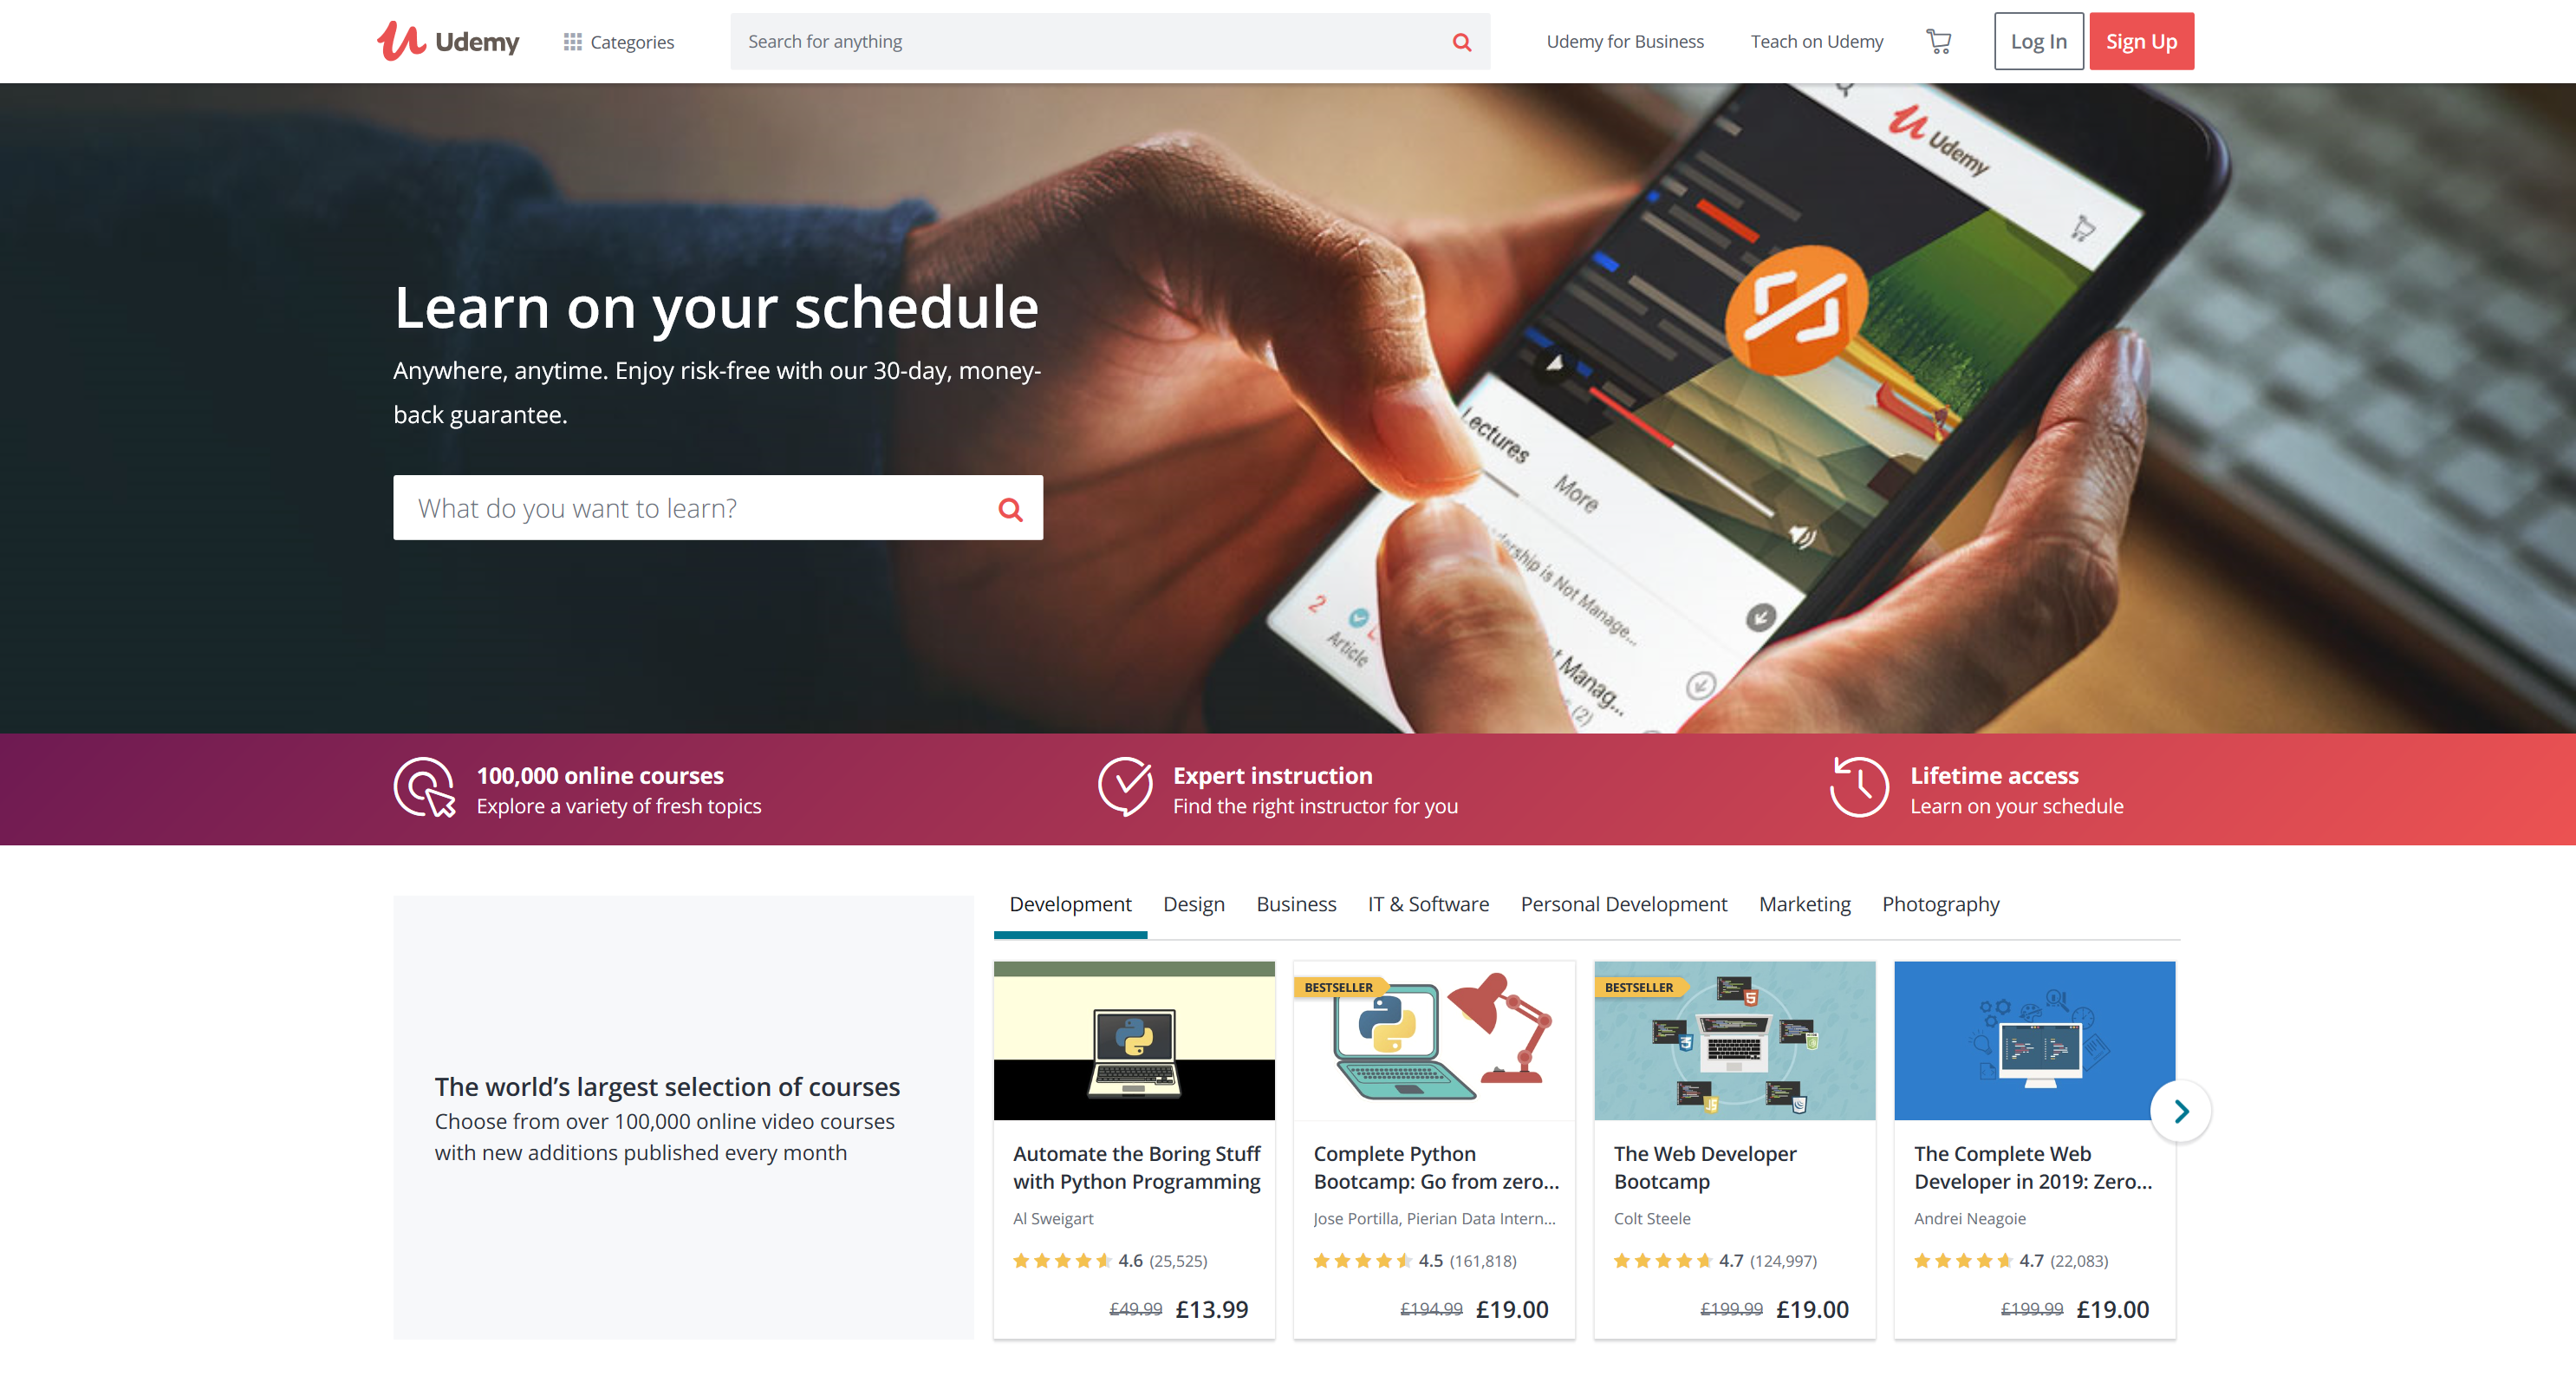 Udemy
Categories
Search for anything
Udemy for Business
Teach on Udemy
Log In
Sign Up
Udemy
Learn on your schedule
Anywhere, anytime. Enjoy risk-free with our 30-day, money-
back guarantee.
What do you want to learn?
Lectures
More
is Not Manage...
2
Manag...
Article
(2)
100,000 online courses
Explore a variety of fresh topics
Expert instruction
Find the right instructor for you
Lifetime access
Learn on your schedule
The world's largest selection of courses
Choose from over 100,000 online video courses
with new additions published every month
Development
Design
Business
IT & Software
Personal Development
Marketing
Photography
Automate the Boring Stuff
with Python Programming
Al Sweigart
4.6 (25,525)
£49.99 £13.99
BESTSELLER
Complete Python
Bootcamp: Go from zero...
Jose Portilla, Pierian Data Intern...
4.5 (161,818)
£194.99 £19.00
BESTSELLER
The Web Developer
Bootcamp
Colt Steele
4.7 (124,997)
£199.99 £19.00
The Complete Web
Developer in 2019: Zero...
Andrei Neagoie
4.7 (22,083)
£199.99 £19.00